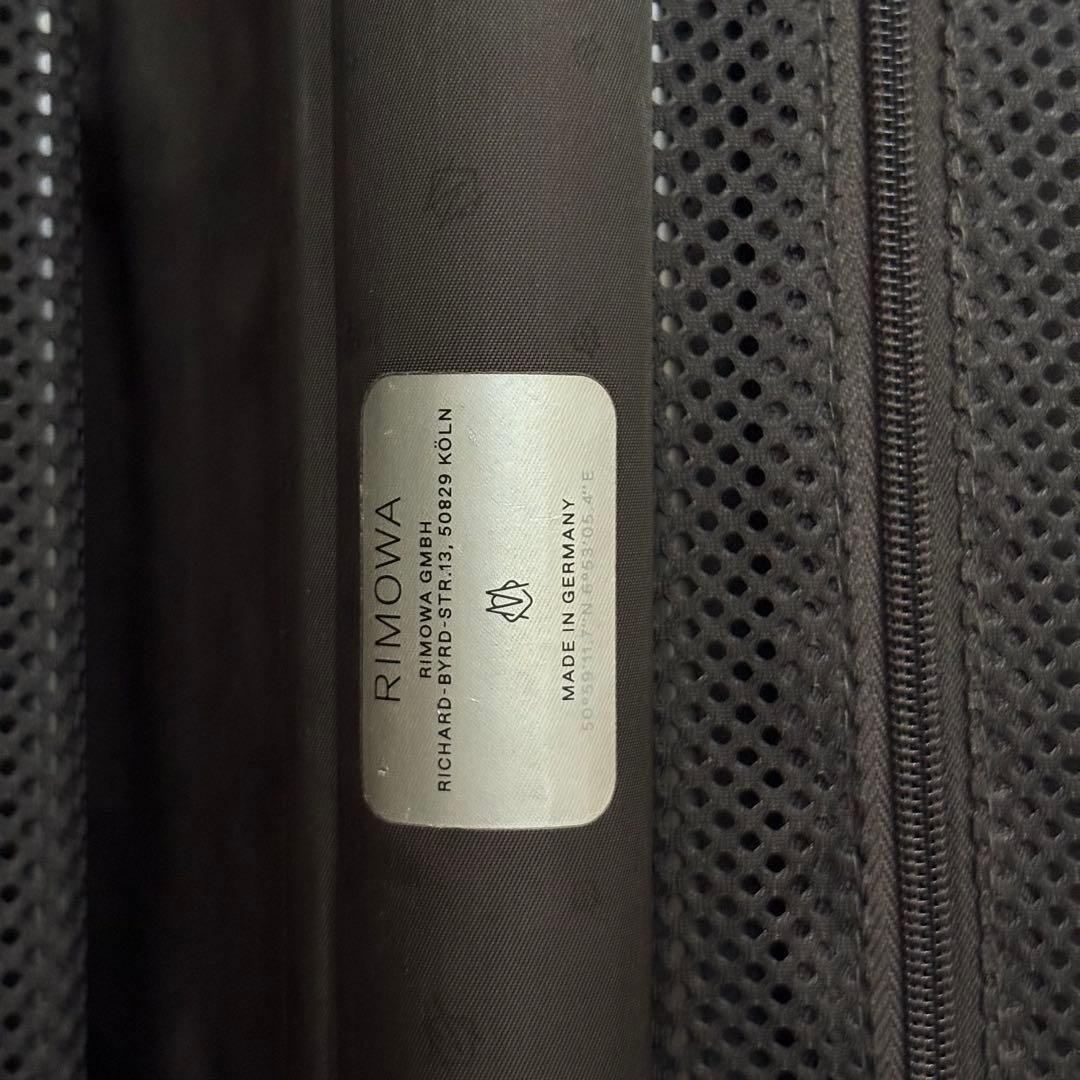 RIMOWA
RIMOWA GMBH
RICHARD-BYRD-STR.13, 50829 KÖLN
MADE IN GERMANY
50°59'11.7"N 6°53'05.4"E